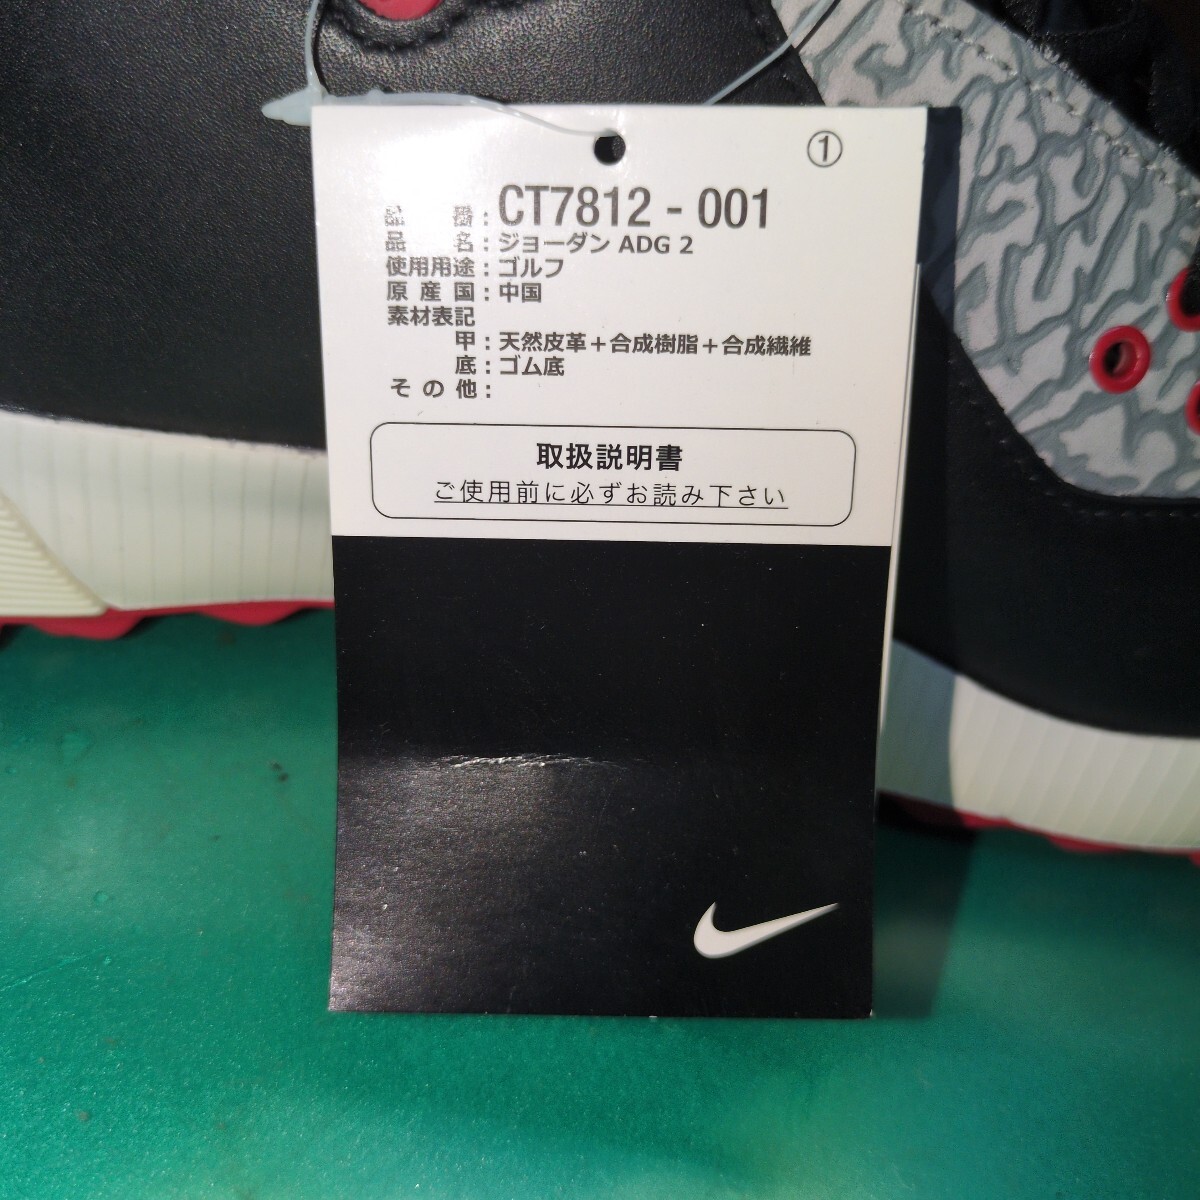 ①
品番：CT7812 - 001
品名：ジョーダン ADG 2
使用用途：ゴルフ
原産国：中国
素材表記
甲：天然皮革＋合成樹脂＋合成繊維
底：ゴム底
その他：
取扱説明書
ご使用前に必ずお読み下さい